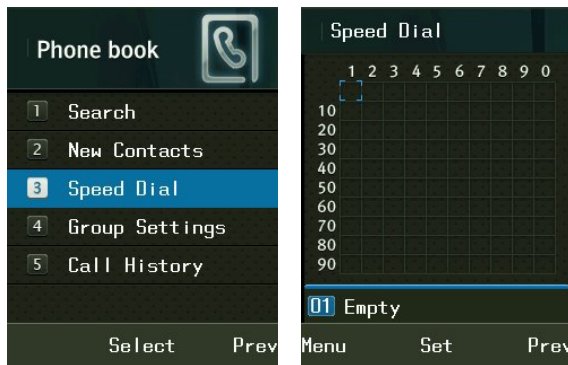 Phone book
1 Search
2 New Contacts
3 Speed Dial
4 Group Settings
5 Call History
Select Prev
Speed Dial
1 2 3 4 5 6 7 8 9 0
10
20
30
40
50
60
70
80
90
01 Empty
Menu Set Prev